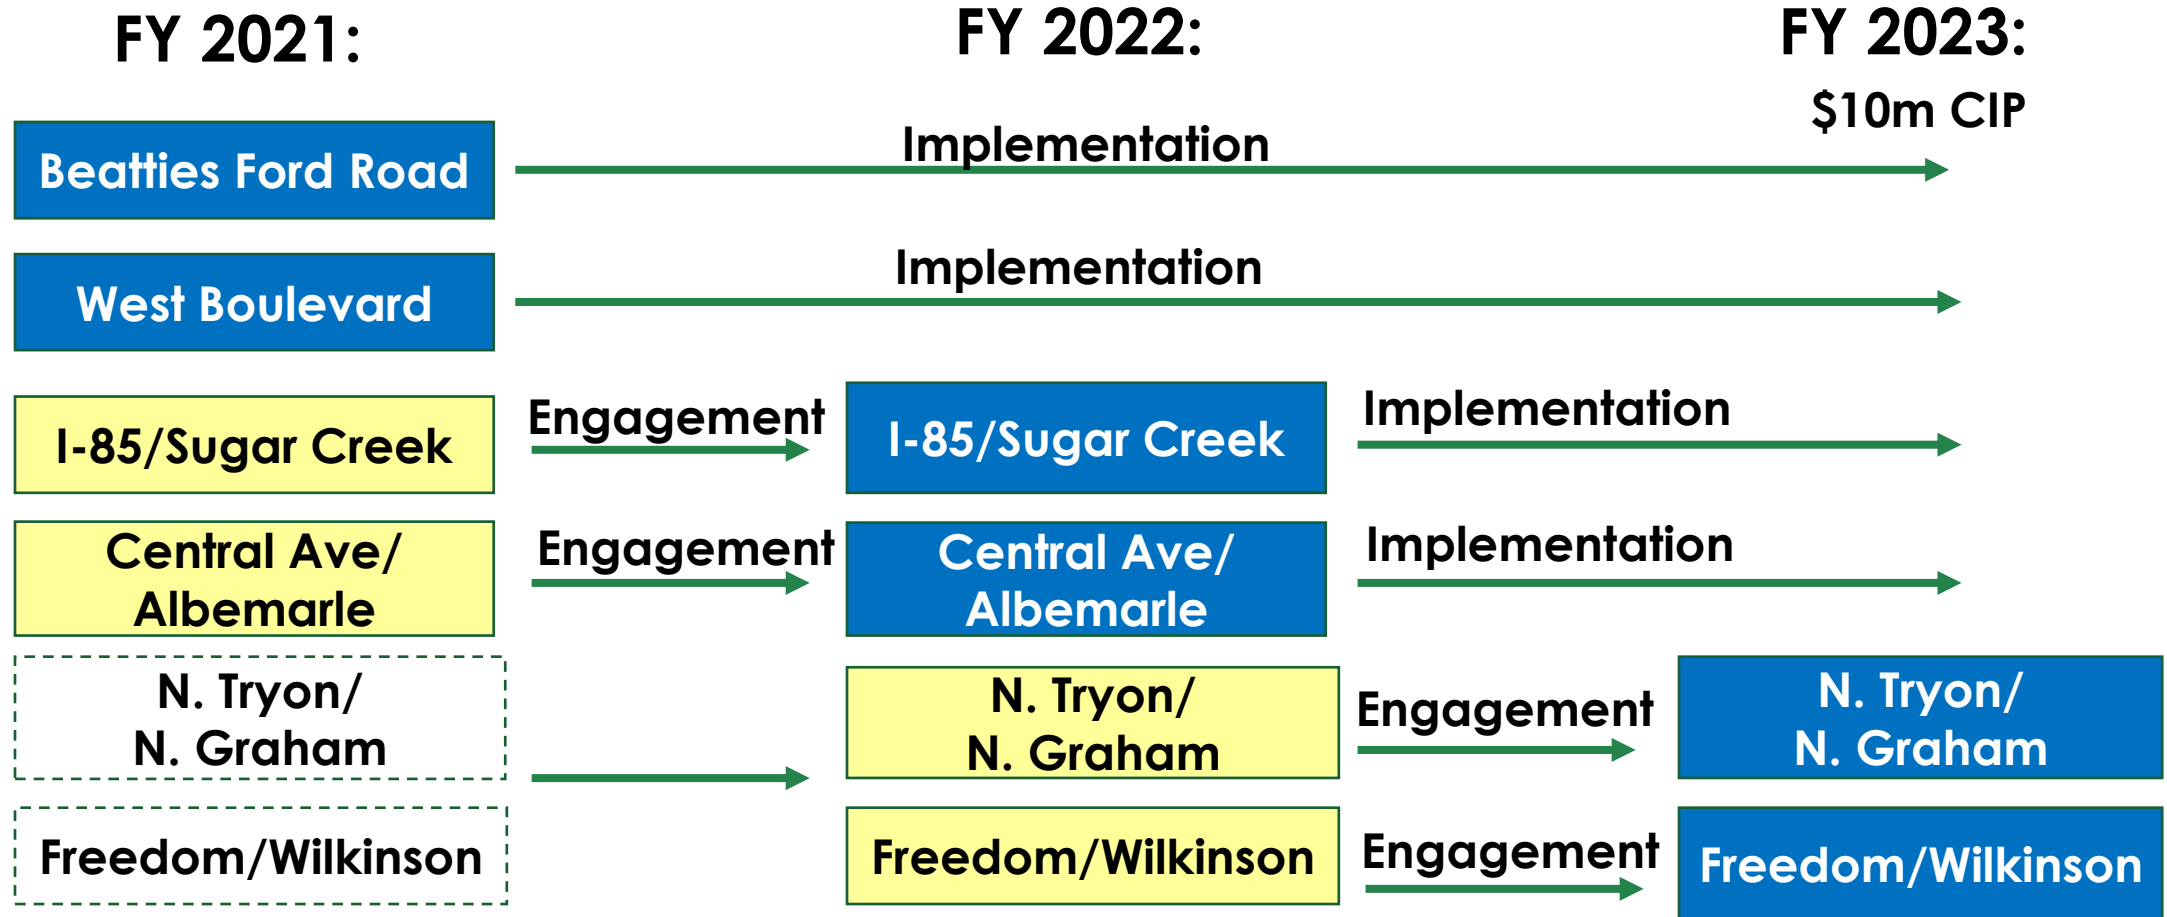 FY 2021:
FY 2022:
FY 2023:
$10m CIP
Beatties Ford Road
Implementation
West Boulevard
Implementation
I-85/Sugar Creek
Engagement
I-85/Sugar Creek
Implementation
Central Ave/
Albemarle
Engagement
Central Ave/
Albemarle
Implementation
N. Tryon/
N. Graham
N. Tryon/
N. Graham
Engagement
N. Tryon/
N. Graham
Freedom/Wilkinson
Freedom/Wilkinson
Engagement
Freedom/Wilkinson